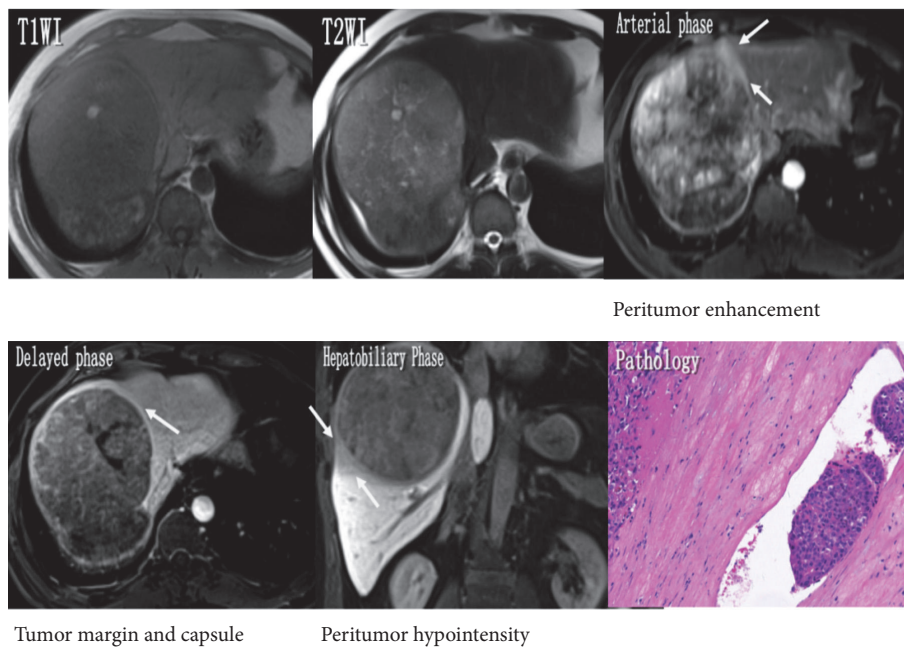 T1WI
T2WI
Arterial phase
Peritumor enhancement
Delayed phase
Hepatobiliary Phase
Pathology
Tumor margin and capsule
Peritumor hypointensity